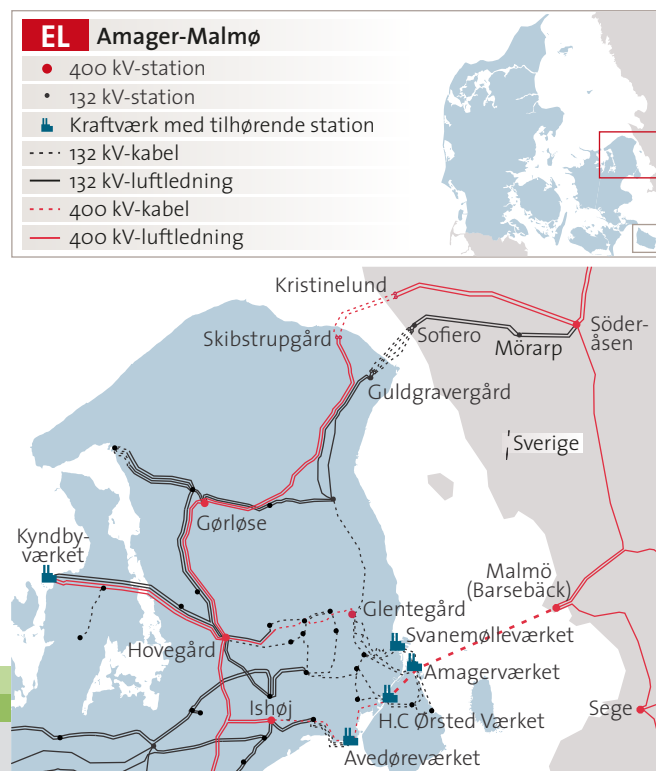 EL Amager-Malmø
400 kV-station
132 kV-station
Kraftværk med tilhørende station
132 kV-kabel
132 kV-luftledning
400 kV-kabel
400 kV-luftledning
Kristinelund
Skibstrupgård
Sofiero
Mörarp
Söder-
åsen
Guldgravergård
Sverige
Gørløse
Kyndby-
værket
Malmö
(Barsebäck)
Glentegård
Svanemølleværket
Hovegård
Amagerværket
Ishøj
H.C Ørsted Værket
Sege
Avedøreværket